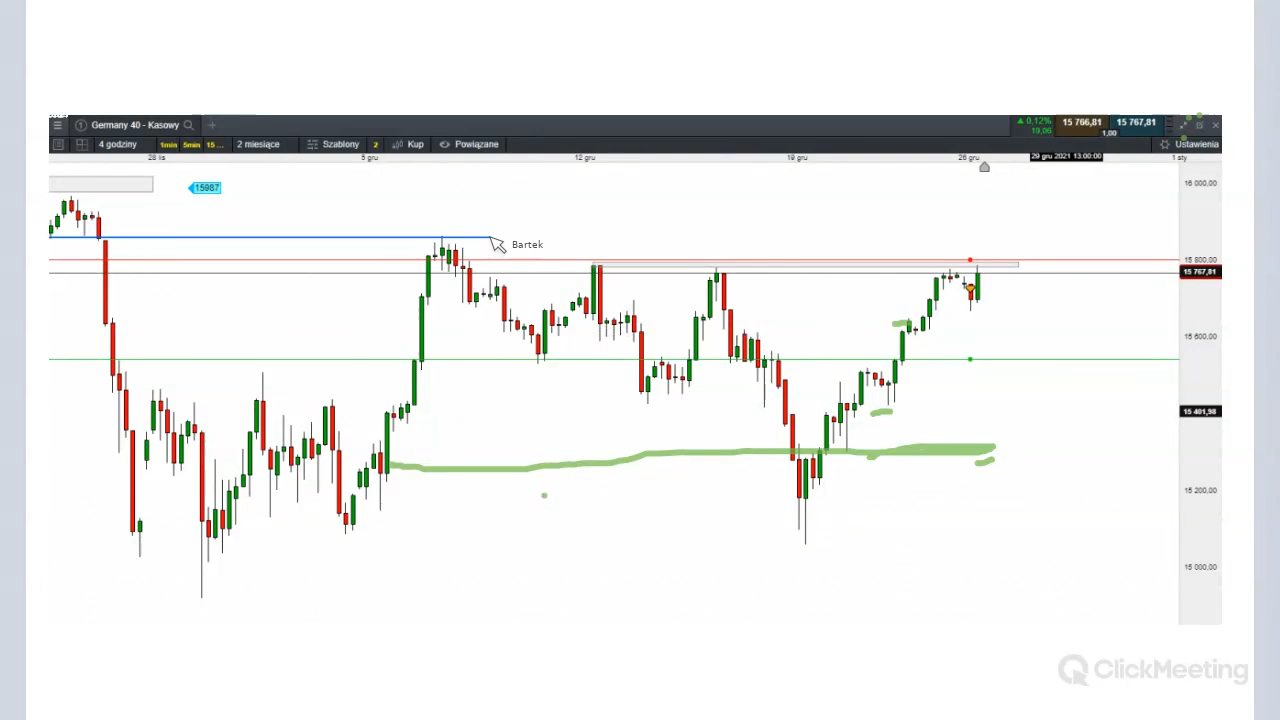 1 Germany 40 - Kasowy
▲ 0,12%
19,06
15 766,81
15 767,81
1,00
4 godziny 1min 5min 15 ... 2 miesiące Szablony 2 Kup Powiązane Ustawienia
28 lis 5 gru 12 gru 19 gru 26 gru 29 gru 2021 13:00:00 1 sty
16 000,00
15987
Bartek
15 800,00
15 767,81
15 600,00
15 401,98
15 200,00
15 000,00
ClickMeeting